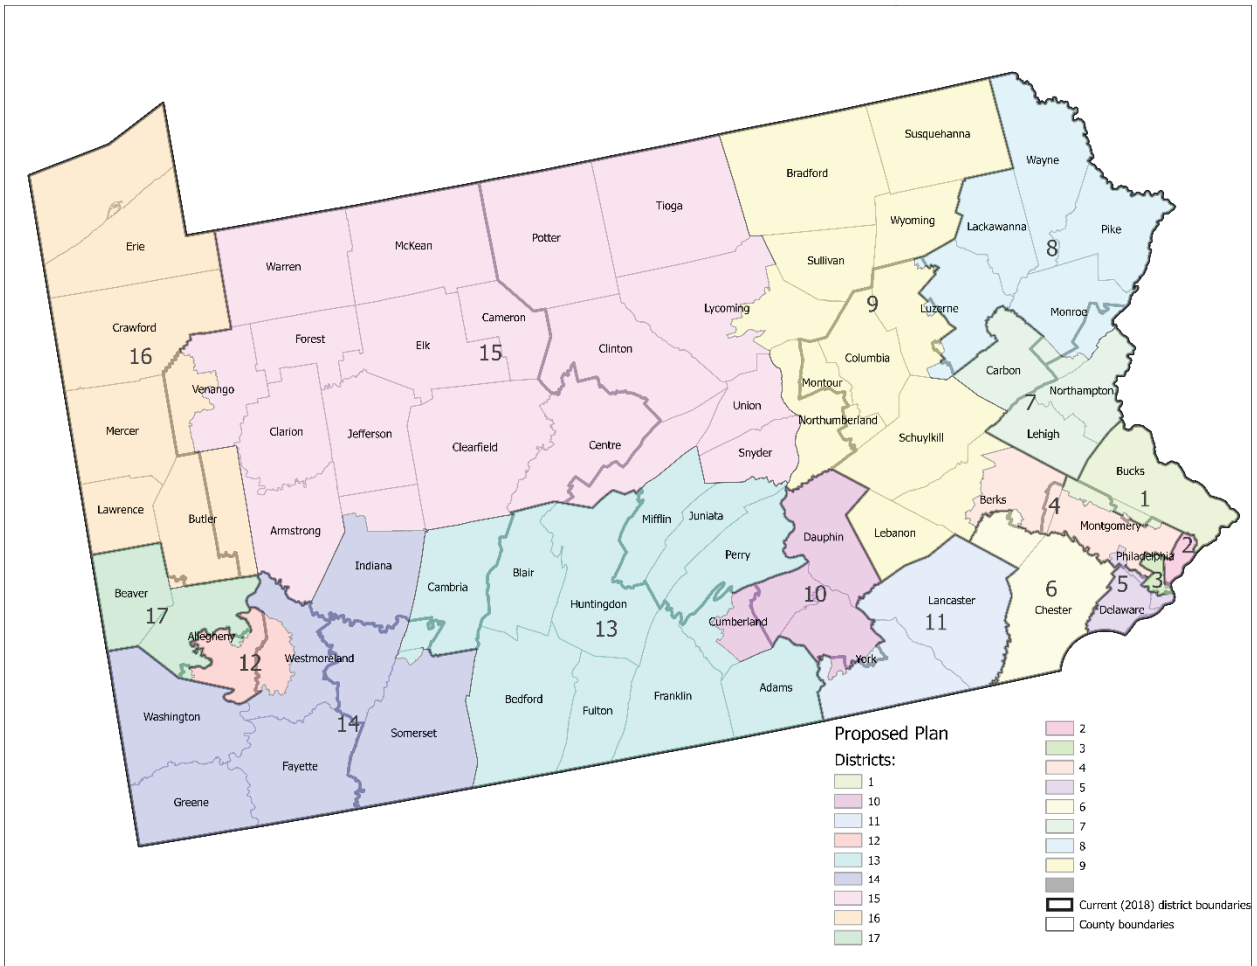 Susquehanna
Wayne
Bradford
Tioga
Wyoming
Lackawanna
Pike
Potter
McKean
Erie
Warren
Sullivan
8
9
Luzerne
Lycoming
Monroe
Cameron
Crawford
Forest
Elk
15
Clinton
16
Columbia
Carbon
Montour
Northampton
Venango
7
Union
Northumberland
Mercer
Clarion
Jefferson
Clearfield
Centre
Schuylkill
Lehigh
Snyder
Bucks
1
Berks
4
Lawrence
Butler
Armstrong
Mifflin
Juniata
Montgomery
Dauphin
Lebanon
2
Perry
Philadelphia
Indiana
Blair
Cambria
3
5
6
Beaver
17
Huntingdon
10
Lancaster
Chester
Delaware
13
Cumberland
11
Allegheny
12
Westmoreland
York
Bedford
Fulton
Franklin
Adams
Washington
14
Somerset
Fayette
Greene
Proposed Plan
Districts:
1
10
11
12
13
14
15
16
17
2
3
4
5
6
7
8
9
Current (2018) district boundaries
County boundaries